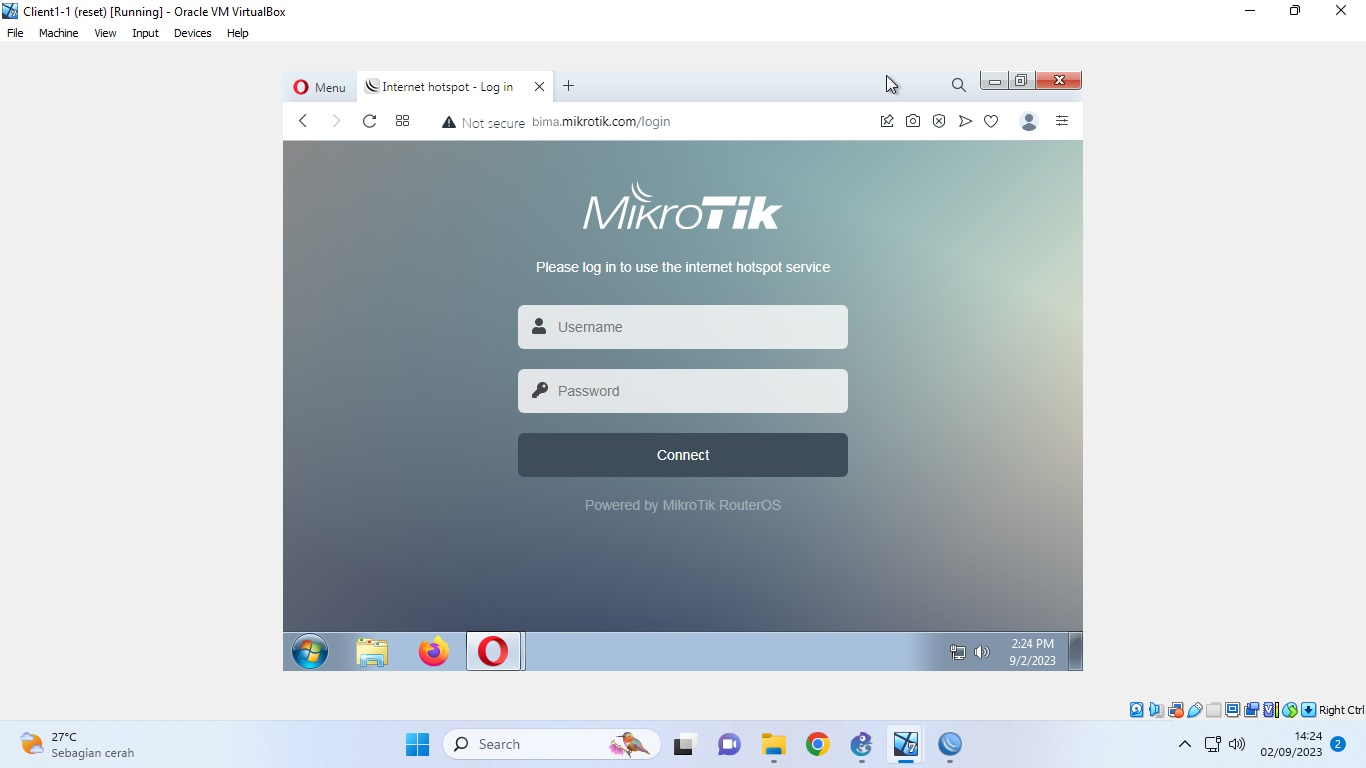 Client1-1 (reset) [Running] - Oracle VM VirtualBox
File Machine View Input Devices Help
Menu Internet hotspot - Log in
Not secure bima.mikrotik.com/login
MikroTik
Please log in to use the internet hotspot service
Username
Password
Connect
Powered by MikroTik RouterOS
2:24 PM
9/2/2023
Right Ctrl
27°C
Sebagian cerah
Search
14:24
02/09/2023
2